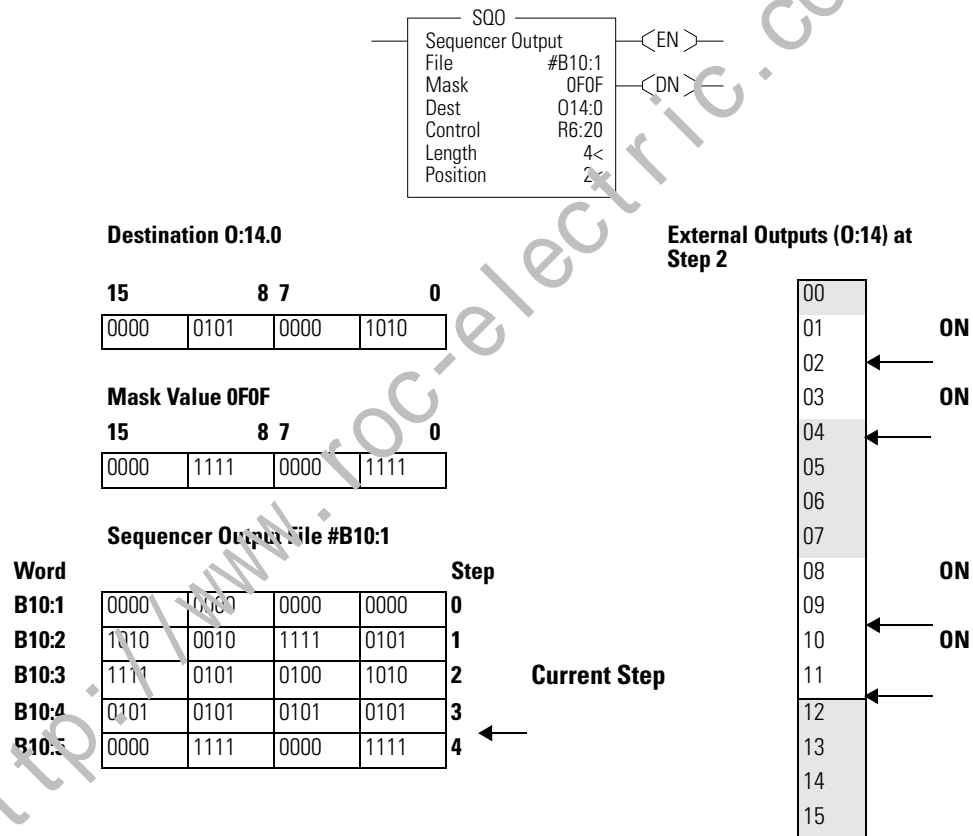 SQO
Sequencer Output
File #B10:1
Mask 0F0F
Dest O14:0
Control R6:20
Length 4<
Position 2<
EN
DN
Destination O:14.0
15 8 7 0
0000 0101 0000 1010
Mask Value 0F0F
15 8 7 0
0000 1111 0000 1111
Sequencer Output File #B10:1
Word Step
B10:1 0000 0000 0000 0000 0
B10:2 1010 0010 1111 0101 1
B10:3 1111 0101 0100 1010 2 Current Step
B10:4 0101 0101 0101 0101 3
B10:5 0000 1111 0000 1111 4
External Outputs (O:14) at
Step 2
00
01 ON
02
03 ON
04
05
06
07
08 ON
09
10 ON
11
12
13
14
15
ttp://www.roc-electric.co